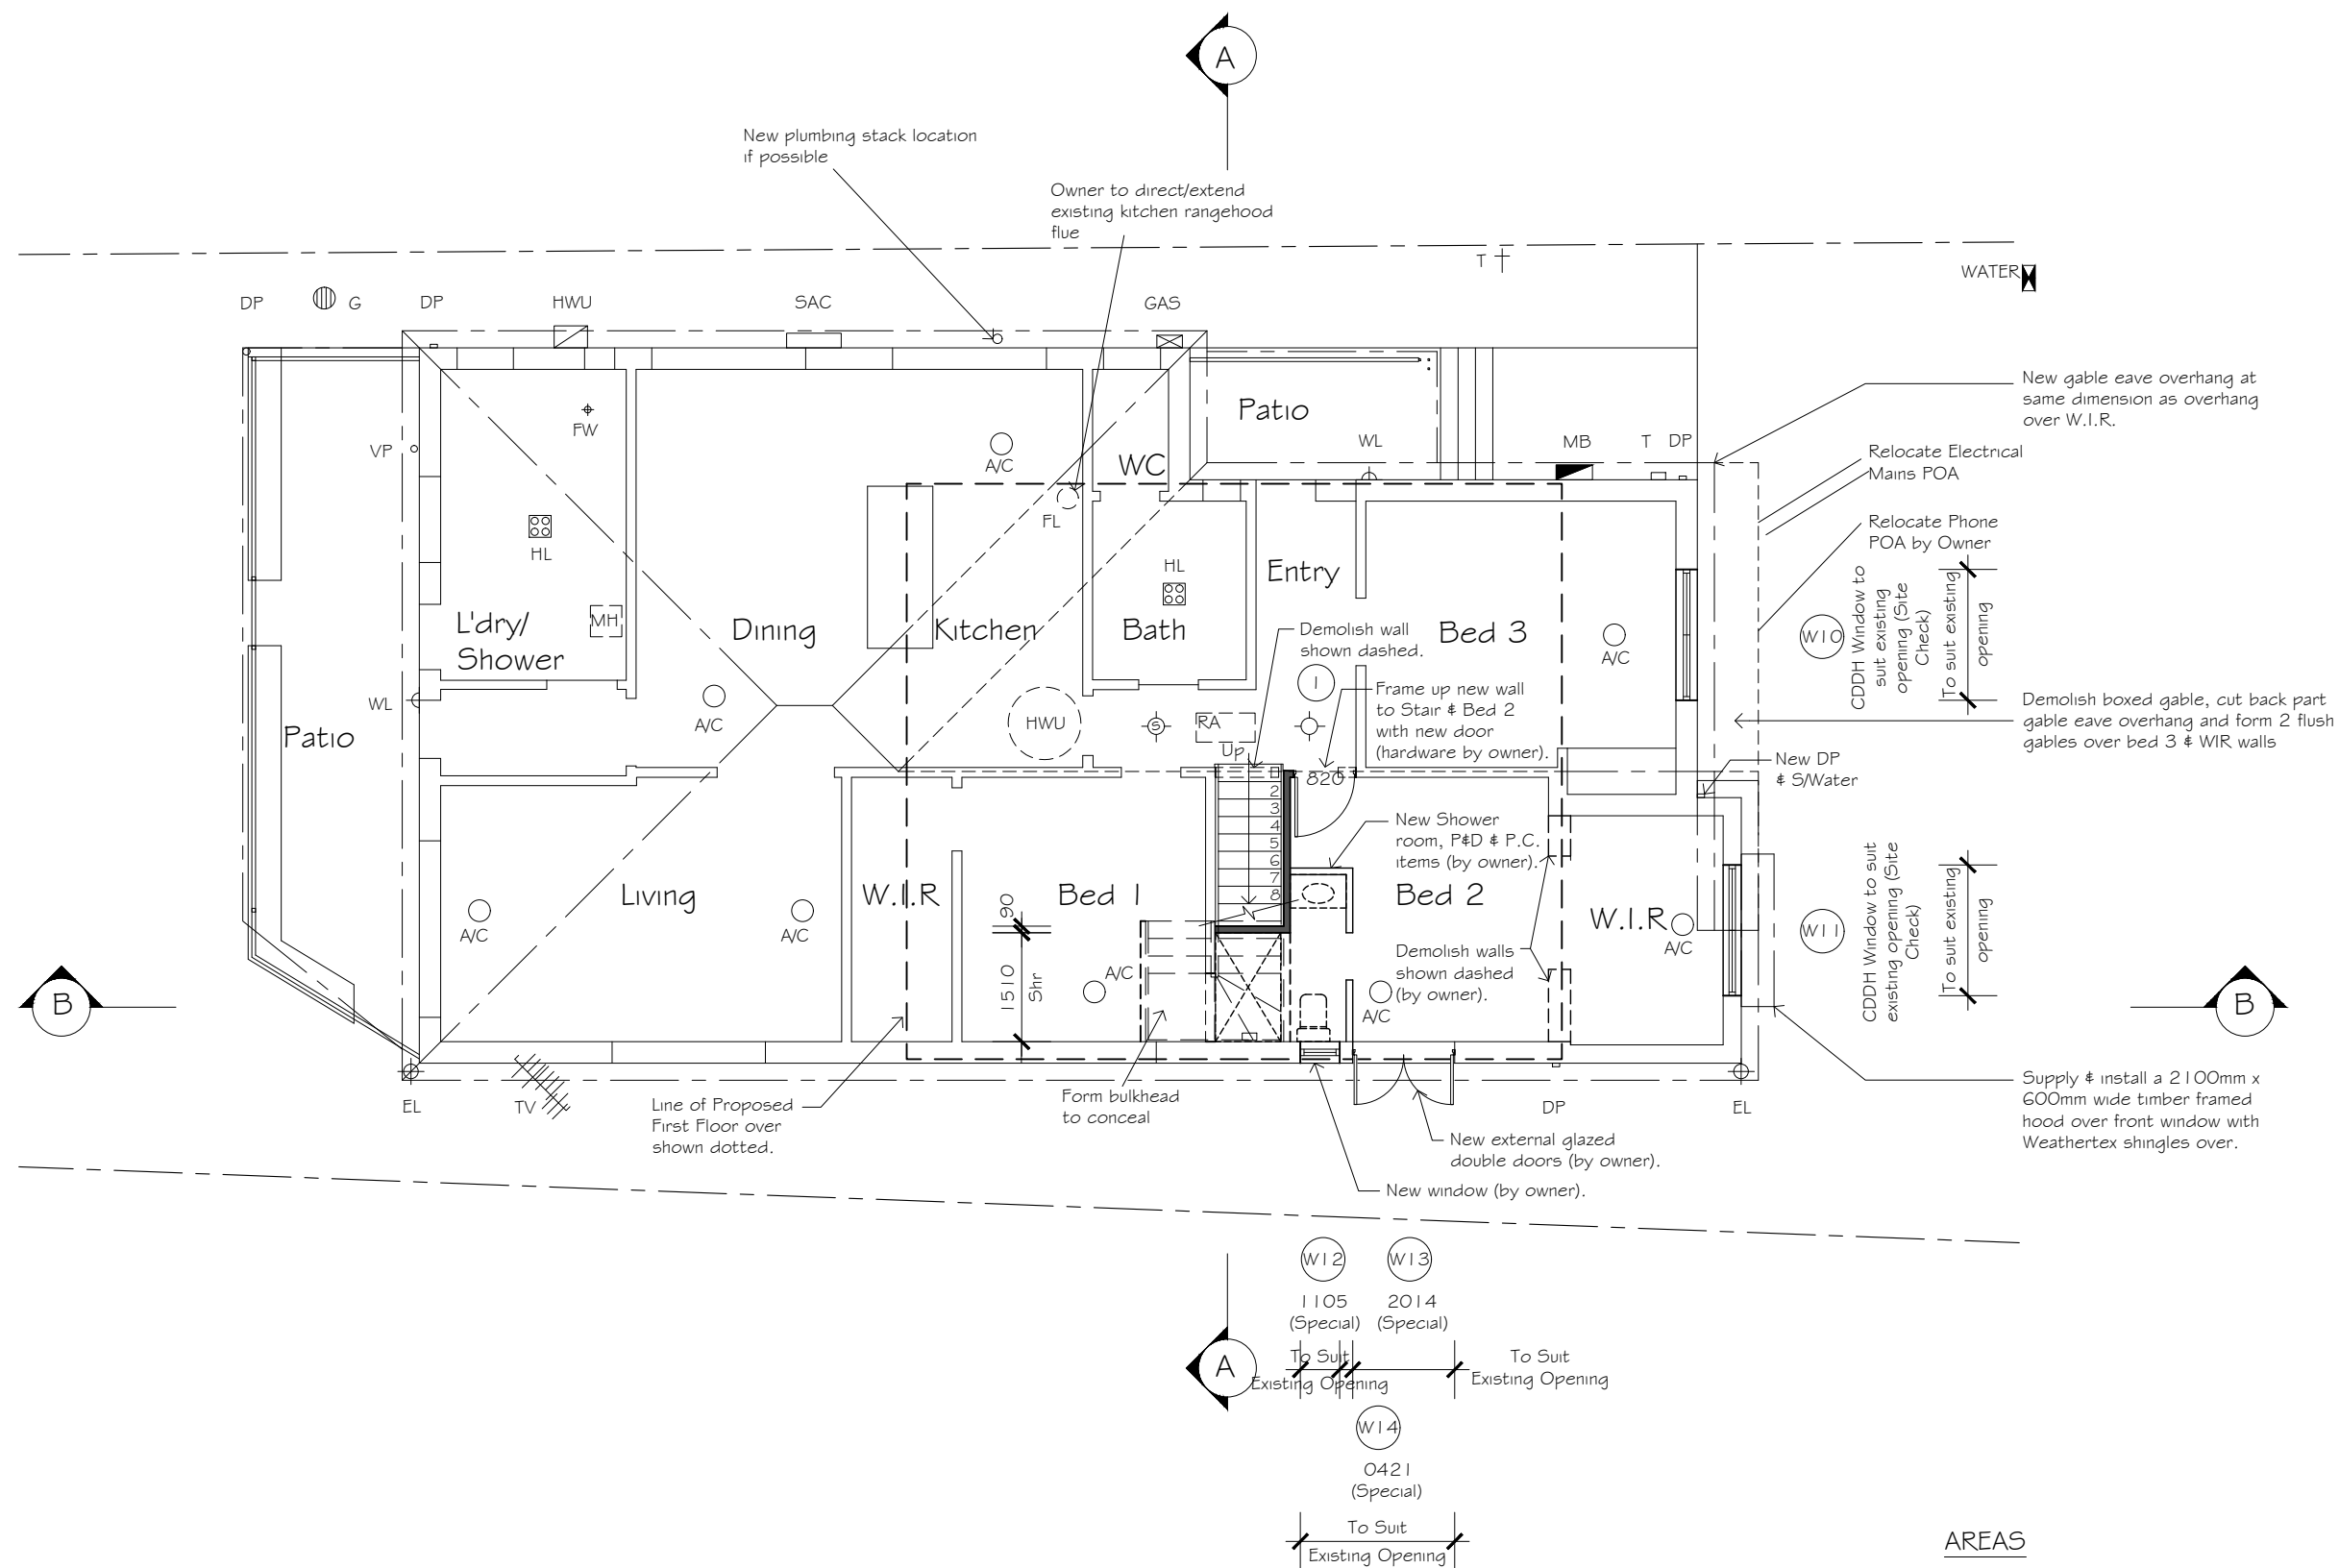 A
New plumbing stack location
if possible
Owner to direct/extend
existing kitchen rangehood
flue
T
WATER
DP
G
DP
HWU
SAC
GAS
New gable eave overhang at
same dimension as overhang
over W.I.R.
Patio
FW
VP
A/C
WC
WL
MB
T
DP
Relocate Electrical
Mains POA
FL
HL
Relocate Phone
POA by Owner
HL
Entry
MH
L'dry/
Shower
Dining
Kitchen
Bath
Demolish wall
shown dashed.
Bed 3
A/C
W10
CDDH Window to
suit existing
opening (Site
Check)
To suit existing
opening
1
Frame up new wall
to Stair & Bed 2
with new door
(hardware by owner).
WL
A/C
HWU
S
RA
Up
Patio
Demolish boxed gable, cut back part
gable eave overhang and form 2 flush
gables over bed 3 & WIR walls
New DP
& S/Water
820
2
3
4
5
6
7
8
New Shower
room, P&D & P.C.
items (by owner).
Living
W.I.R
Bed 1
Bed 2
W.I.R
A/C
A/C
A/C
90
1510
Shr
A/C
A/C
Demolish walls
shown dashed
(by owner).
W11
CDDH Window to suit
existing opening (Site
Check)
To suit existing
opening
B
B
EL
TV
Line of Proposed
First Floor over
shown dotted.
Form bulkhead
to conceal
DP
EL
Supply & install a 2100mm x
600mm wide timber framed
hood over front window with
Weathertex shingles over.
New external glazed
double doors (by owner).
New window (by owner).
W12
W13
1105
(Special)
2014
(Special)
A
To Suit
Existing Opening
To Suit
Existing Opening
W14
0421
(Special)
To Suit
Existing Opening
AREAS